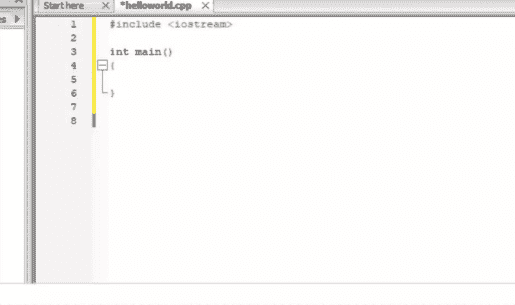 es
Start here *helloworld.cpp
1 #include <iostream>
2
3 int main()
4 {
5
6 }
7
8